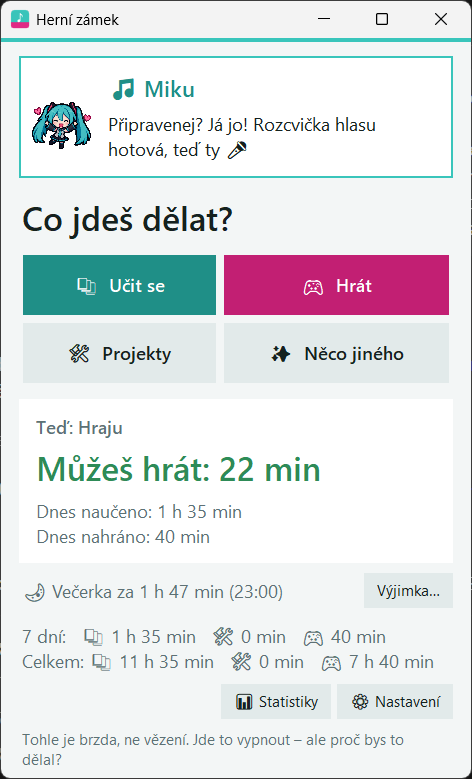 Herní zámek
Miku
Připravenej? Já jo! Rozcvička hlasu
hotová, teď ty
Co jdeš dělat?
Učit se
Hrát
Projekty
Něco jiného
Teď: Hraju
Můžeš hrát: 22 min
Dnes naučeno: 1 h 35 min
Dnes nahráno: 40 min
Večerka za 1 h 47 min (23:00)
Výjimka...
7 dní: 1 h 35 min 0 min 40 min
Celkem: 11 h 35 min 0 min 7 h 40 min
Statistiky
Nastavení
Tohle je brzda, ne vězení. Jde to vypnout – ale proč bys to
dělal?